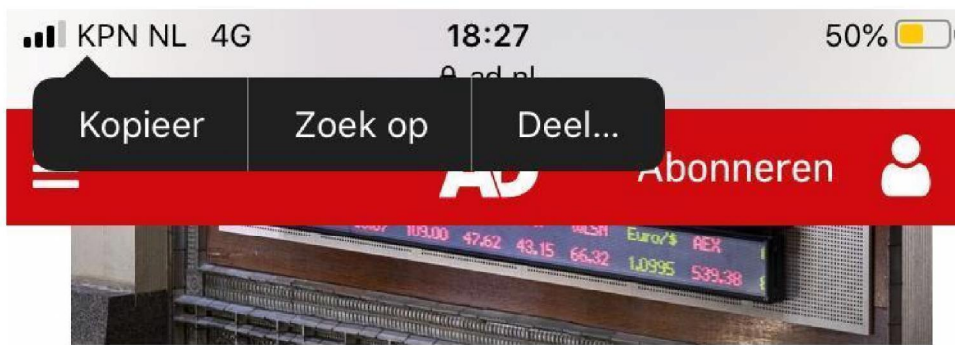 KPN NL 4G 18:27 50%
ad.nl
Kopieer Zoek op Deel...
AD Abonneren
WLSN Euro/$ AEX
109.00 47.62 43.15 66.32 1.0995 539.38